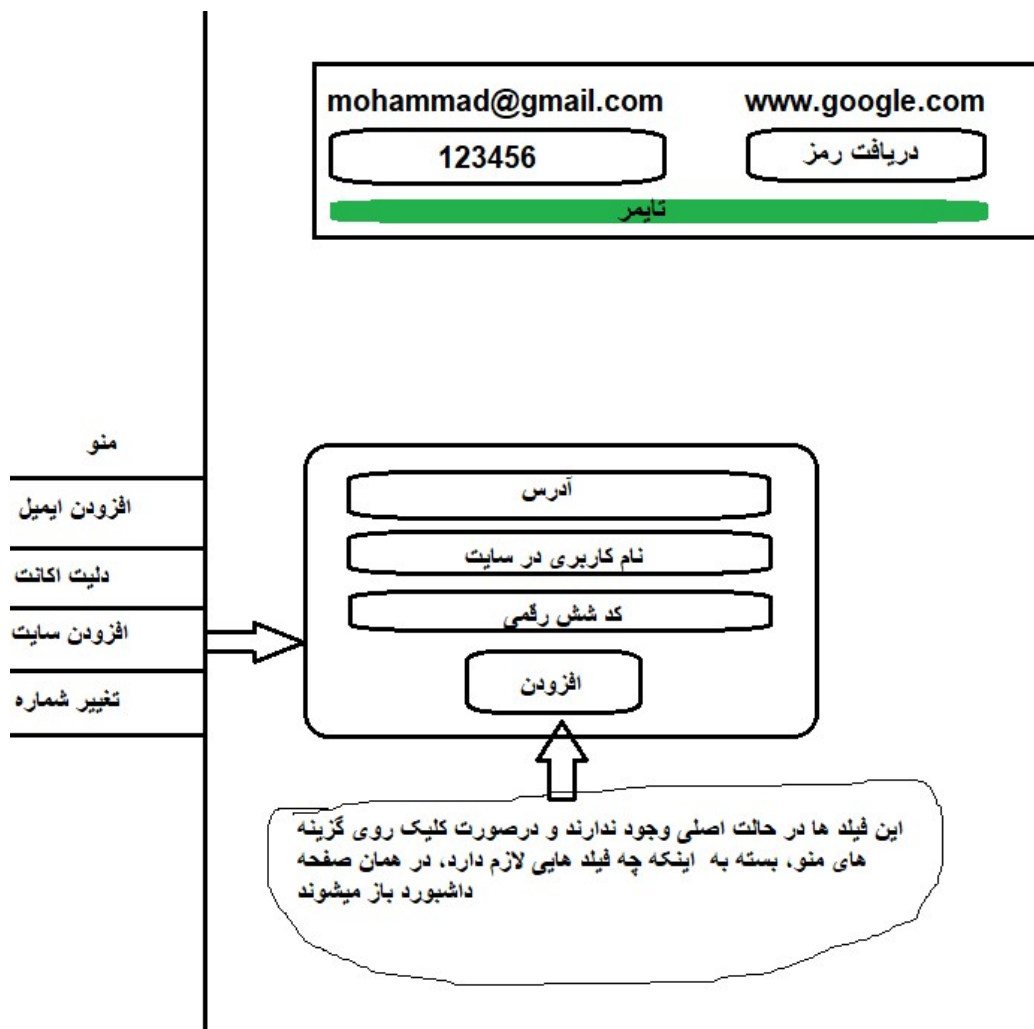 mohammad@gmail.com
www.google.com
123456
دریافت رمز
تایمر
منو
افزودن ایمیل
دلیت اکانت
افزودن سایت
تغییر شماره
آدرس
نام کاربری در سایت
کد شش رقمی
افزودن
این فیلد ها در حالت اصلی وجود ندارند و درصورت کلیک روی گزینه
های منو، بسته به اینکه چه فیلد هایی لازم دارد، در همان صفحه
داشبورد باز میشوند